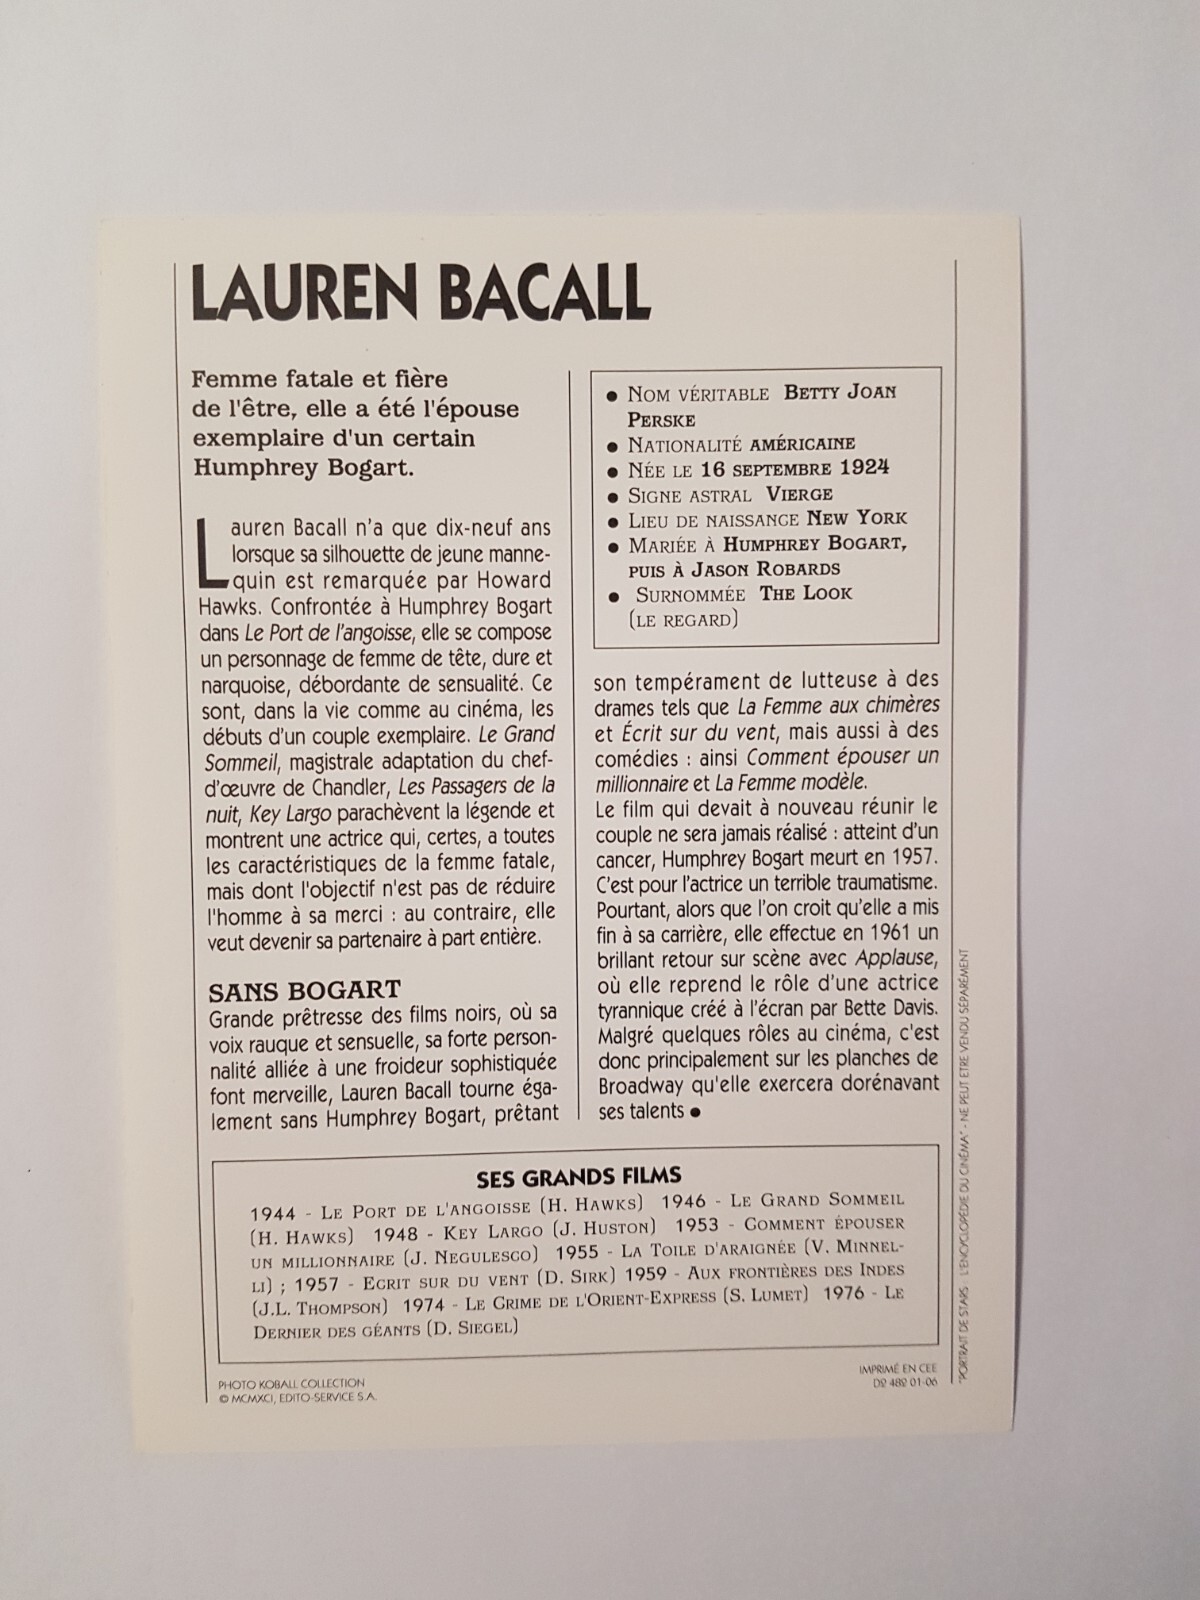 LAUREN BACALL
Femme fatale et fière
de l'être, elle a été l'épouse
exemplaire d'un certain
Humphrey Bogart.
Lauren Bacall n'a que dix-neuf ans
lorsque sa silhouette de jeune manne-
quin est remarquée par Howard
Hawks. Confrontée à Humphrey Bogart
dans Le Port de l'angoisse, elle se compose
un personnage de femme de tête, dure et
narquoise, débordante de sensualité. Ce
sont, dans la vie comme au cinéma, les
débuts d'un couple exemplaire. Le Grand
Sommeil, magistrale adaptation du chef-
d'œuvre de Chandler, Les Passagers de la
nuit, Key Largo parachèvent la légende et
montrent une actrice qui, certes, a toutes
les caractéristiques de la femme fatale,
mais dont l'objectif n'est pas de réduire
l'homme à sa merci : au contraire, elle
veut devenir sa partenaire à part entière.
SANS BOGART
Grande prêtresse des films noirs, où sa
voix rauque et sensuelle, sa forte person-
nalité alliée à une froideur sophistiquée
font merveille, Lauren Bacall tourne éga-
lement sans Humphrey Bogart, prêtant
● NOM VÉRITABLE BETTY JOAN
PERSKE
● NATIONALITÉ AMÉRICAINE
● NÉE LE 16 SEPTEMBRE 1924
● SIGNE ASTRAL VIERGE
● LIEU DE NAISSANCE NEW YORK
● MARIÉE À HUMPHREY BOGART,
PUIS À JASON ROBARDS
● SURNOMMÉE THE LOOK
(LE REGARD)
son tempérament de lutteuse à des
drames tels que La Femme aux chimères
et Écrit sur du vent, mais aussi à des
comédies : ainsi Comment épouser un
millionnaire et La Femme modèle.
Le film qui devait à nouveau réunir le
couple ne sera jamais réalisé : atteint d'un
cancer, Humphrey Bogart meurt en 1957.
C'est pour l'actrice un terrible traumatisme.
Pourtant, alors que l'on croit qu'elle a mis
fin à sa carrière, elle effectue en 1961 un
brillant retour sur scène avec Applause,
où elle reprend le rôle d'une actrice
tyrannique créé à l'écran par Bette Davis.
Malgré quelques rôles au cinéma, c'est
donc principalement sur les planches de
Broadway qu'elle exercera dorénavant
ses talents ●
SES GRANDS FILMS
1944 - LE PORT DE L'ANGOISSE (H. HAWKS) 1946 - LE GRAND SOMMEIL
(H. HAWKS) 1948 - KEY LARGO (J. HUSTON) 1953 - COMMENT ÉPOUSER
UN MILLIONNAIRE (J. NEGULESCO) 1955 - LA TOILE D'ARAIGNÉE (V. MINNEL-
LI) ; 1957 - ECRIT SUR DU VENT (D. SIRK) 1959 - AUX FRONTIÈRES DES INDES
(J.L. THOMPSON) 1974 - LE CRIME DE L'ORIENT-EXPRESS (S. LUMET) 1976 - LE
DERNIER DES GÉANTS (D. SIEGEL)
PHOTO KOBALL COLLECTION
© MCMXCI, EDITO-SERVICE S.A.
IMPRIMÉ EN CEE
D2 482 01-06
"PORTRAIT DE STARS : L'ENCYCLOPÉDIE DU CINÉMA" - NE PEUT ETRE VENDU SÉPARÉMENT